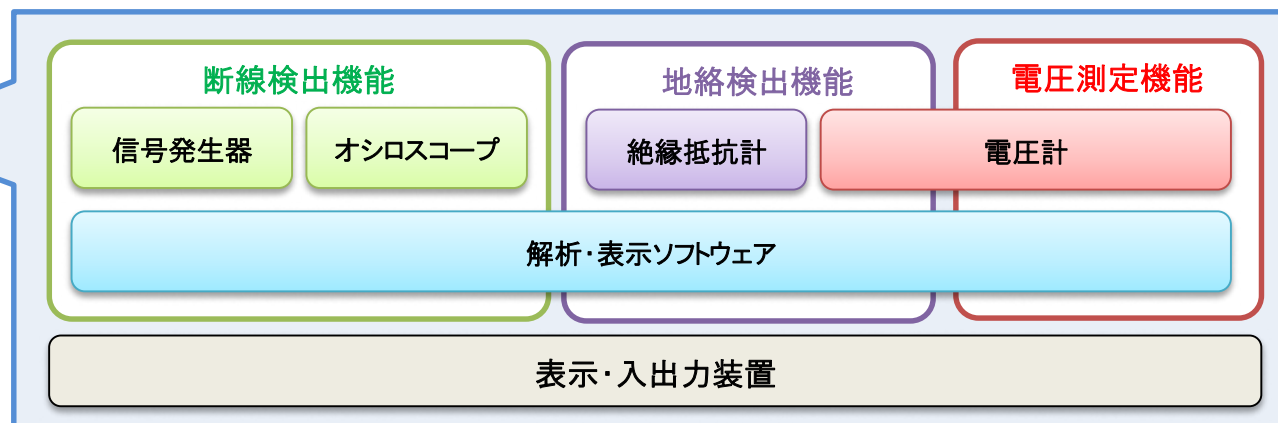 断線検出機能
地絡検出機能
電圧測定機能
信号発生器
オシロスコープ
絶縁抵抗計
電圧計
解析・表示ソフトウェア
表示・入出力装置